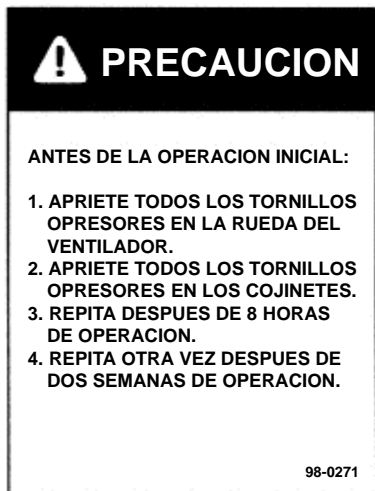 PRECAUCION
ANTES DE LA OPERACION INICIAL:
1. APRIETE TODOS LOS TORNILLOS
OPRESORES EN LA RUEDA DEL
VENTILADOR.
2. APRIETE TODOS LOS TORNILLOS
OPRESORES EN LOS COJINETES.
3. REPITA DESPUES DE 8 HORAS
DE OPERACION.
4. REPITA OTRA VEZ DESPUES DE
DOS SEMANAS DE OPERACION.
98-0271